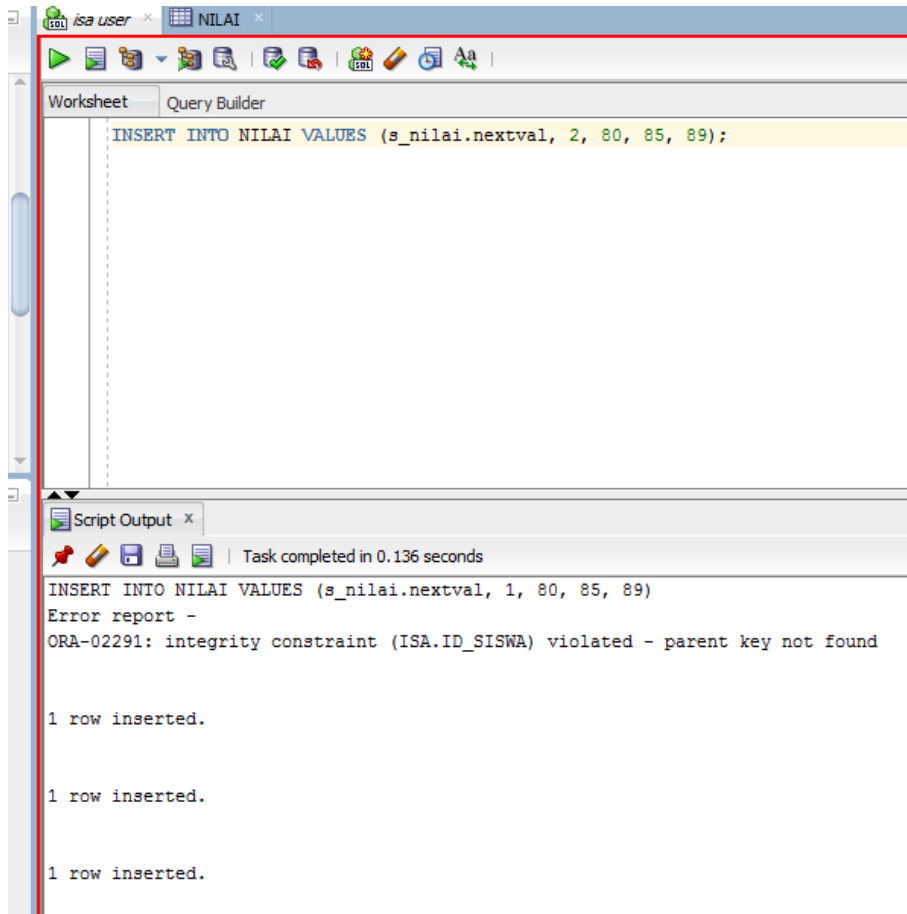 isa user
NILAI
Worksheet
Query Builder
INSERT INTO NILAI VALUES (s_nilai.nextval, 2, 80, 85, 89);
Script Output
Task completed in 0.136 seconds
INSERT INTO NILAI VALUES (s_nilai.nextval, 1, 80, 85, 89)
Error report -
ORA-02291: integrity constraint (ISA.ID_SISWA) violated - parent key not found
1 row inserted.
1 row inserted.
1 row inserted.